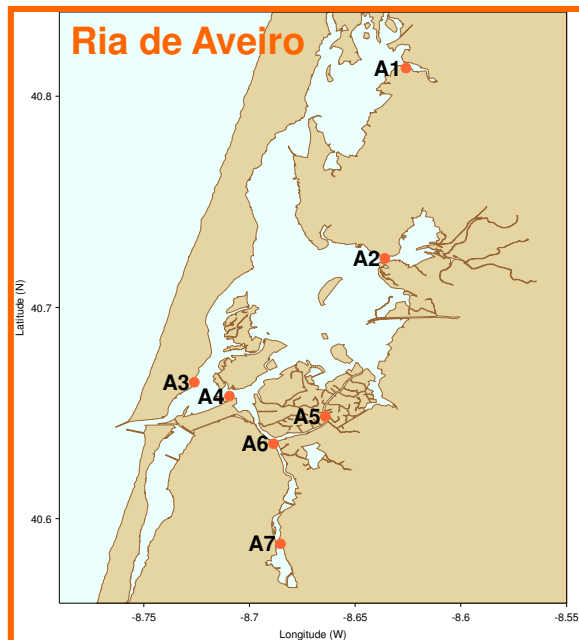 Ria de Aveiro
A1
40.8
A2
40.7
Latitude (N)
A3
A4
A5
A6
40.6
A7
-8.75
-8.7
-8.65
-8.6
-8.55
Longitude (W)